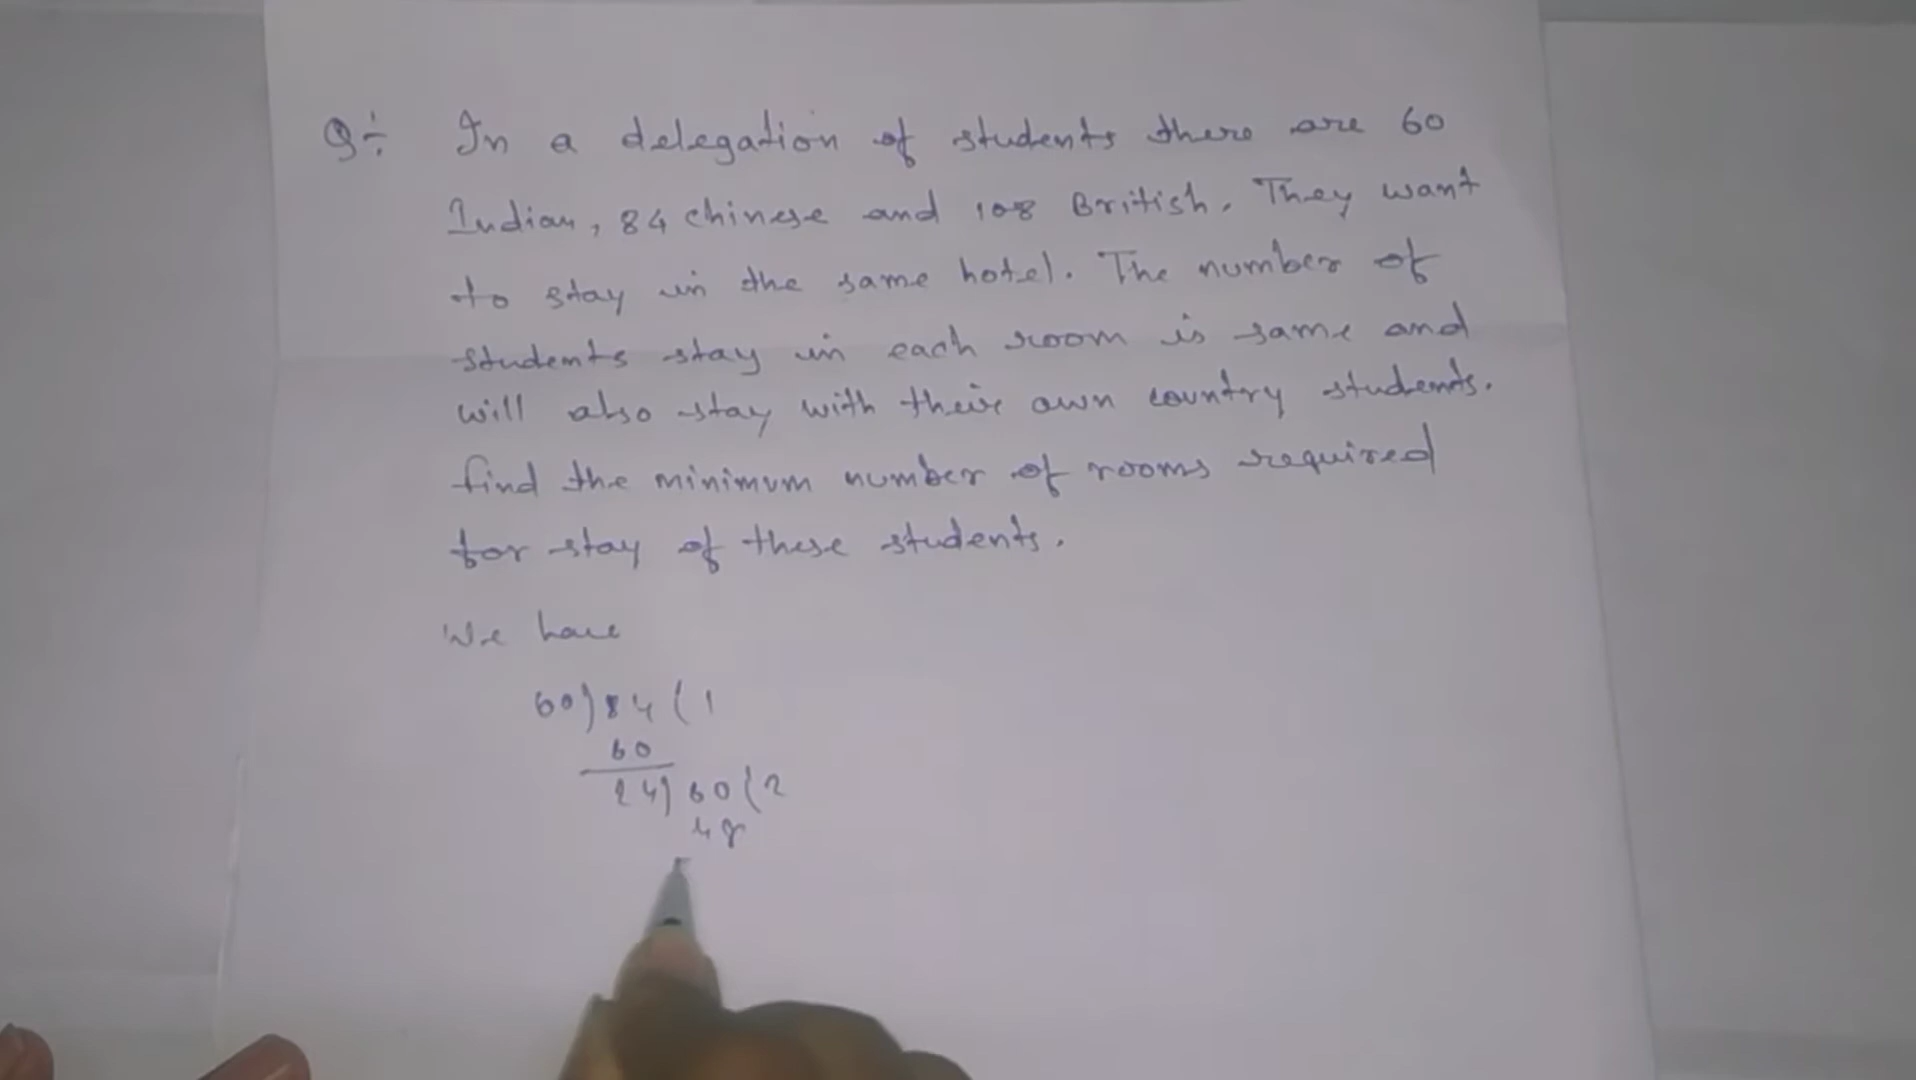 Q÷ In a delegation of students there are 60
Indian, 84 chinese and 108 British. They want
to stay in the same hotel. The number of
students stay in each room is same and
will also stay with their own country students.
find the minimum number of rooms required
for stay of these students.
We have
60)84(1
60
24)60(2
48